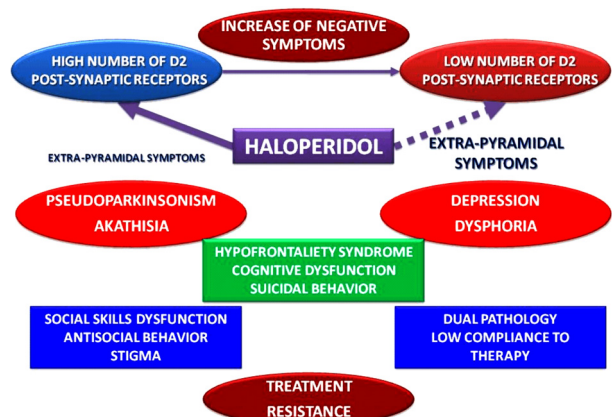 INCREASE OF NEGATIVE
SYMPTOMS
HIGH NUMBER OF D2
POST-SYNAPTIC RECEPTORS
LOW NUMBER OF D2
POST-SYNAPTIC RECEPTORS
HALOPERIDOL
EXTRA-PYRAMIDAL SYMPTOMS
EXTRA-PYRAMIDAL
SYMPTOMS
PSEUDOPARKINSONISM
AKATHISIA
DEPRESSION
DYSPHORIA
HYPOFRONTALIETY SYNDROME
COGNITIVE DYSFUNCTION
SUICIDAL BEHAVIOR
SOCIAL SKILLS DYSFUNCTION
ANTISOCIAL BEHAVIOR
STIGMA
DUAL PATHOLOGY
LOW COMPLIANCE TO
THERAPY
TREATMENT
RESISTANCE